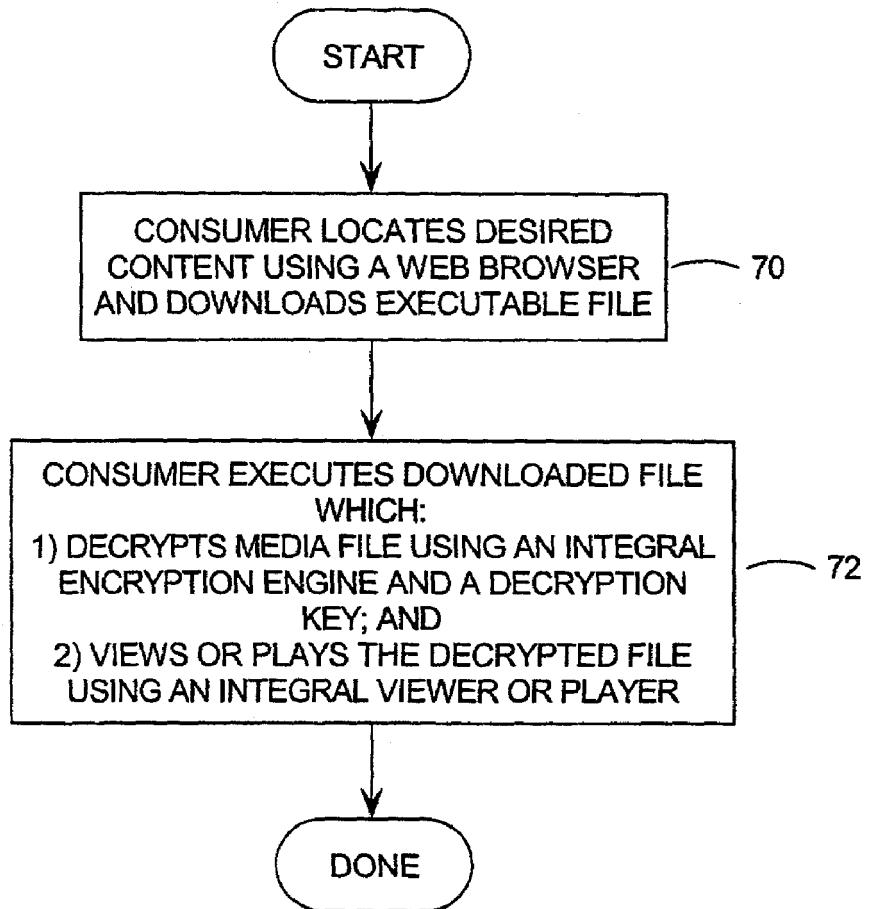 START
CONSUMER LOCATES DESIRED
CONTENT USING A WEB BROWSER
AND DOWNLOADS EXECUTABLE FILE
70
CONSUMER EXECUTES DOWNLOADED FILE
WHICH:
1) DECRYPTS MEDIA FILE USING AN INTEGRAL
ENCRYPTION ENGINE AND A DECRYPTION
KEY; AND
2) VIEWS OR PLAYS THE DECRYPTED FILE
USING AN INTEGRAL VIEWER OR PLAYER
72
DONE